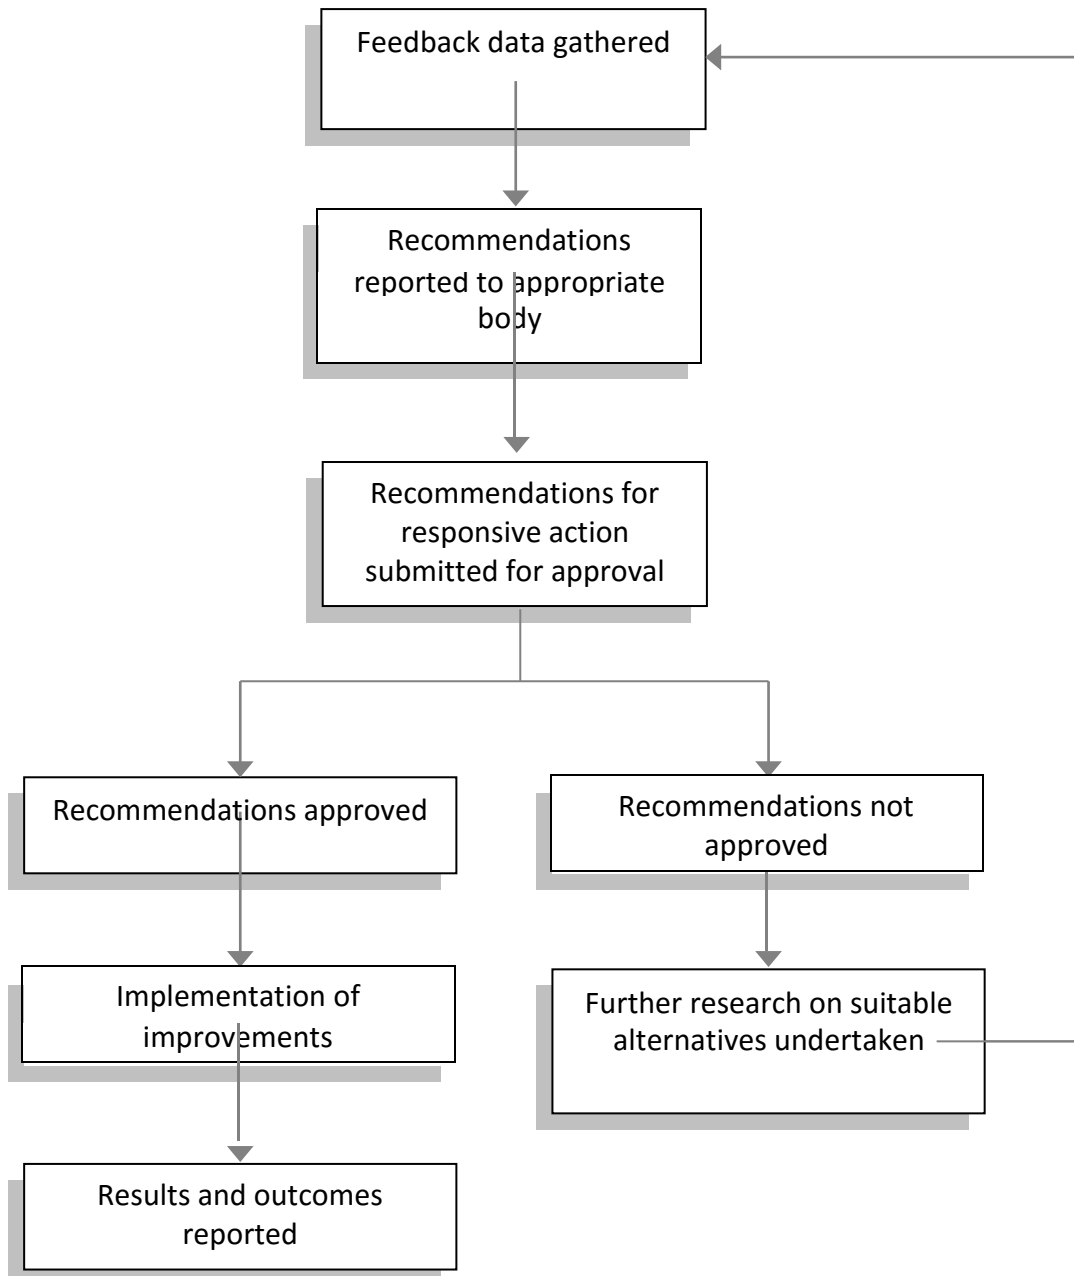 Feedback data gathered
Recommendations
reported to appropriate
body
Recommendations for
responsive action
submitted for approval
Recommendations approved
Recommendations not
approved
Implementation of
improvements
Further research on suitable
alternatives undertaken
Results and outcomes
reported